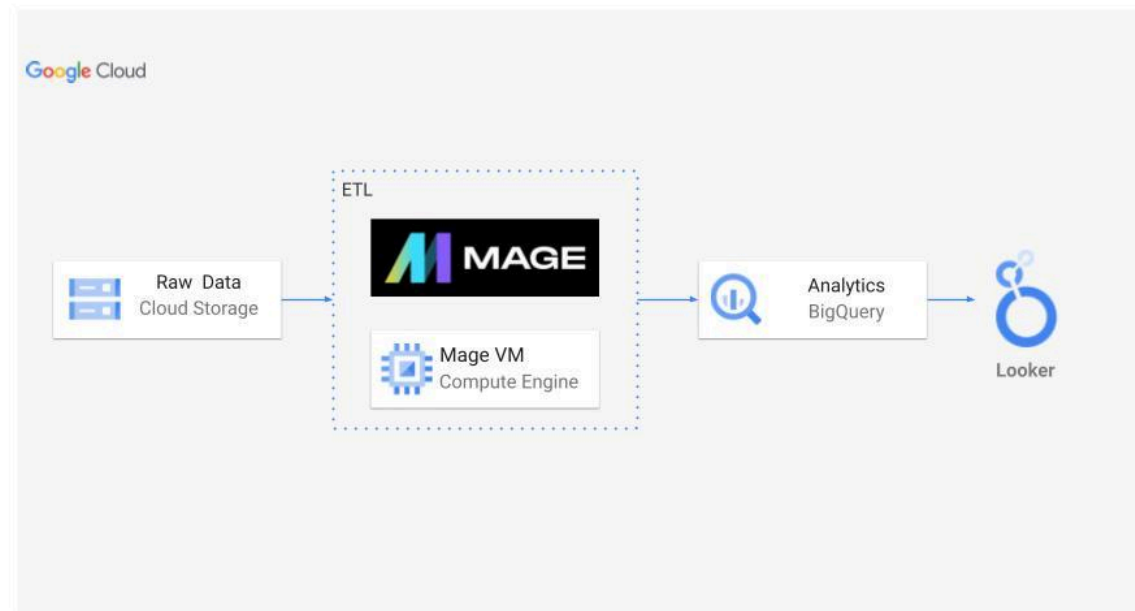 Google Cloud
ETL
MAGE
Raw Data
Cloud Storage
Mage VM
Compute Engine
Analytics
BigQuery
Looker